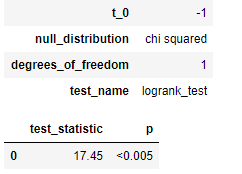 t_0 -1
null_distribution chi squared
degrees_of_freedom 1
test_name logrank_test
test_statistic p
0 17.45 <0.005